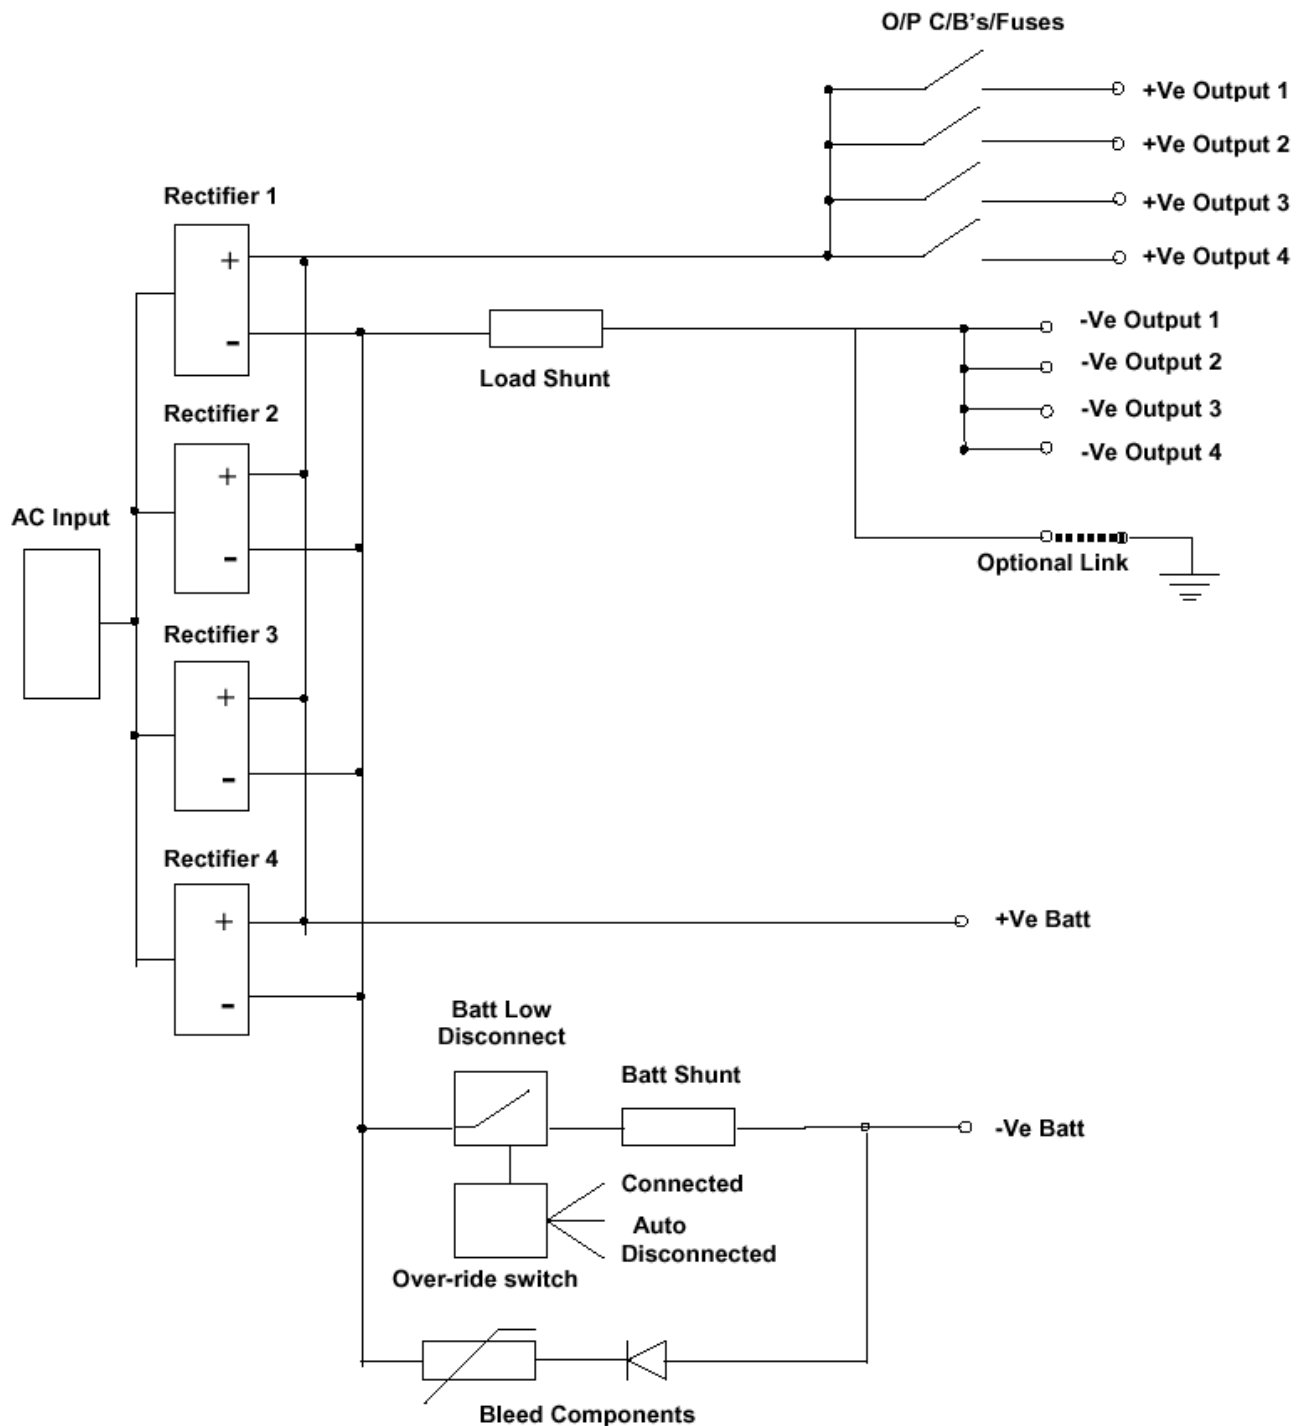 O/P C/B's/Fuses
+Ve Output 1
+Ve Output 2
+Ve Output 3
+Ve Output 4
Rectifier 1
+
-
Load Shunt
-Ve Output 1
-Ve Output 2
-Ve Output 3
-Ve Output 4
Rectifier 2
+
-
AC Input
Optional Link
Rectifier 3
+
-
Rectifier 4
+
-
+Ve Batt
Batt Low
Disconnect
Batt Shunt
-Ve Batt
Connected
Auto
Disconnected
Over-ride switch
Bleed Components